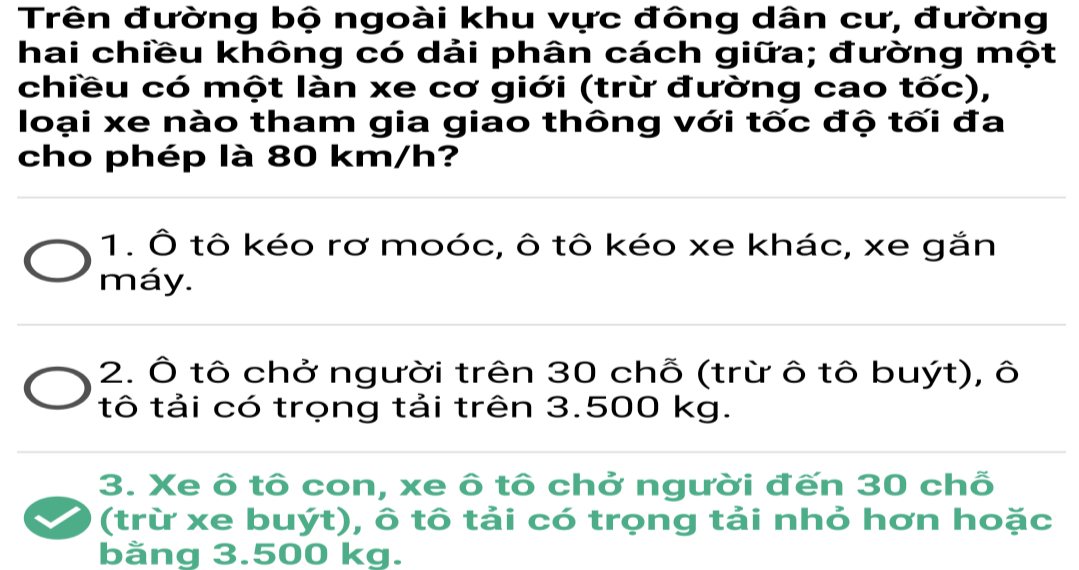 Trên đường bộ ngoài khu vực đông dân cư, đường
hai chiều không có dải phân cách giữa; đường một
chiều có một làn xe cơ giới (trừ đường cao tốc),
loại xe nào tham gia giao thông với tốc độ tối đa
cho phép là 80 km/h?
1. Ô tô kéo rơ moóc, ô tô kéo xe khác, xe gắn
máy.
2. Ô tô chở người trên 30 chỗ (trừ ô tô buýt), ô
tô tải có trọng tải trên 3.500 kg.
3. Xe ô tô con, xe ô tô chở người đến 30 chỗ
(trừ xe buýt), ô tô tải có trọng tải nhỏ hơn hoặc
bằng 3.500 kg.